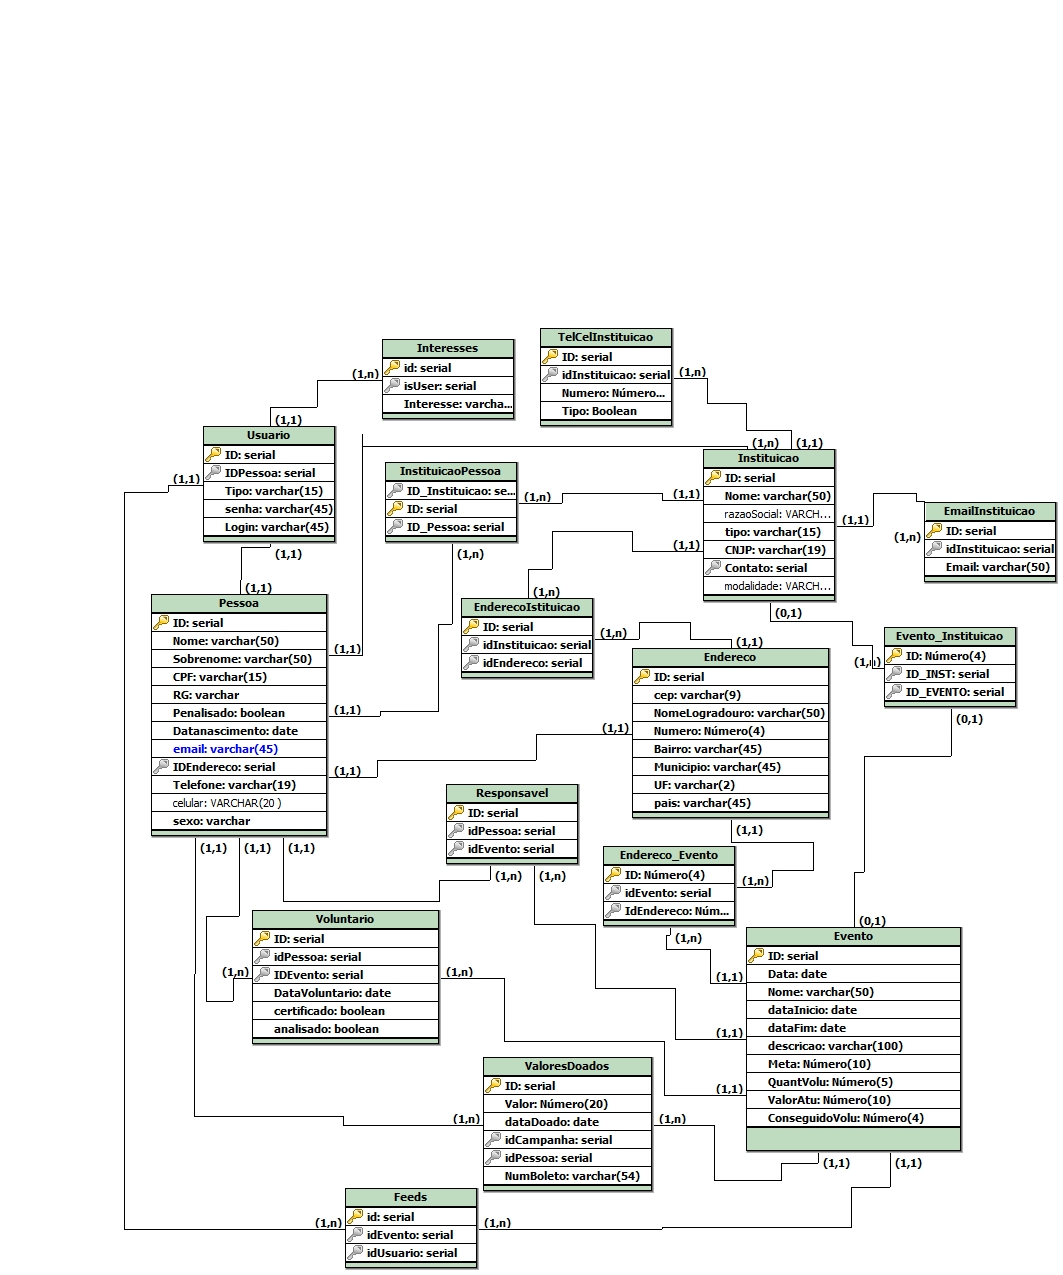 Interesses
id: serial
isUser: serial
Interesse: varcha...
(1,n)
(1,1)
TelCelInstituicao
ID: serial
idInstituicao: serial
Numero: Número...
Tipo: Boolean
(1,n)
(1,n)
(1,1)
Usuario
ID: serial
IDPessoa: serial
Tipo: varchar(15)
senha: varchar(45)
Login: varchar(45)
(1,1)
(1,1)
(1,1)
InstituicaoPessoa
ID_Instituicao: se...
ID: serial
ID_Pessoa: serial
(1,n)
(1,n)
Instituicao
ID: serial
Nome: varchar(50)
razaoSocial: VARCH...
tipo: varchar(15)
CNJP: varchar(19)
Contato: serial
modalidade: VARCH...
(1,1)
(1,1)
(1,1)
(0,1)
EmailInstituicao
ID: serial
idInstituicao: serial
Email: varchar(50)
(1,n)
Pessoa
ID: serial
Nome: varchar(50)
Sobrenome: varchar(50)
CPF: varchar(15)
RG: varchar
Penalisado: boolean
Datanascimento: date
email: varchar(45)
IDEndereco: serial
Telefone: varchar(19)
celular: VARCHAR(20 )
sexo: varchar
(1,1)
(1,1)
(1,1)
(1,1)
(1,1)
(1,1)
(1,n)
EnderecoIstituicao
ID: serial
idInstituicao: serial
idEndereco: serial
(1,n)
(1,1)
Endereco
ID: serial
cep: varchar(9)
NomeLogradouro: varchar(50)
Numero: Número(4)
Bairro: varchar(45)
Municipio: varchar(45)
UF: varchar(2)
pais: varchar(45)
(1,1)
(1,1)
Evento_Instituicao
ID: Número(4)
ID_INST: serial
ID_EVENTO: serial
(1,n)
(0,1)
Responsavel
ID: serial
idPessoa: serial
idEvento: serial
(1,n)
(1,n)
Endereco_Evento
ID: Número(4)
idEvento: serial
IdEndereco: Núm...
(1,n)
(1,n)
Voluntario
ID: serial
idPessoa: serial
IDEvento: serial
DataVoluntario: date
certificado: boolean
analisado: boolean
(1,n)
(1,n)
(0,1)
Evento
ID: serial
Data: date
Nome: varchar(50)
dataInicio: date
dataFim: date
descricao: varchar(100)
Meta: Número(10)
QuantVolu: Número(5)
ValorAtu: Número(10)
ConseguidoVolu: Número(4)
(1,1)
(1,1)
(1,1)
(1,1)
(1,1)
ValoresDoados
ID: serial
Valor: Número(20)
dataDoado: date
idCampanha: serial
idPessoa: serial
NumBoleto: varchar(54)
(1,n)
(1,n)
Feeds
id: serial
idEvento: serial
idUsuario: serial
(1,n)
(1,n)